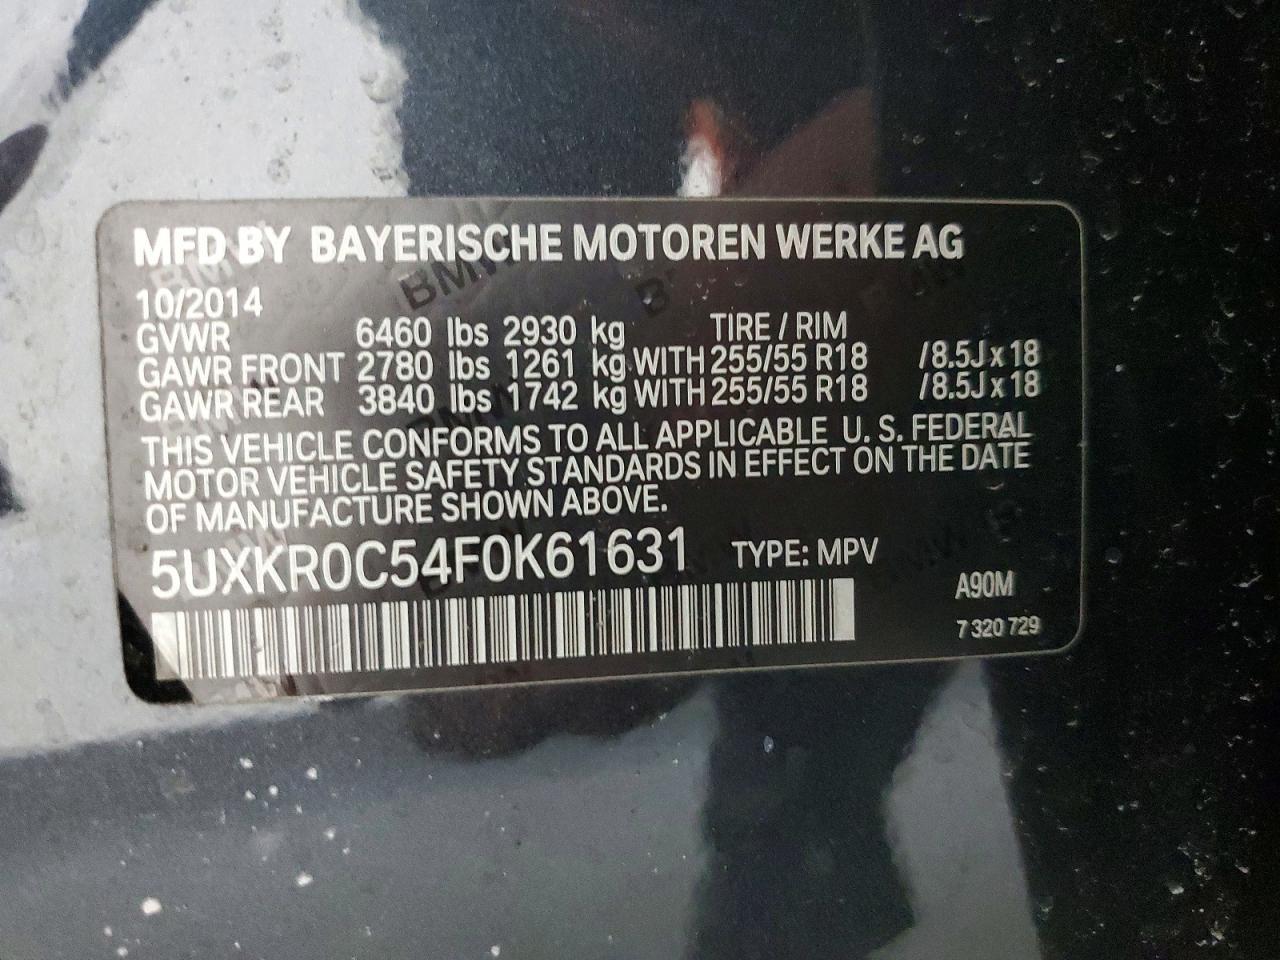 MFD BY BAYERISCHE MOTOREN WERKE AG
10/2014
GVWR 6460 lbs 2930 kg TIRE / RIM
GAWR FRONT 2780 lbs 1261 kg WITH 255/55 R18 /8.5J x 18
GAWR REAR 3840 lbs 1742 kg WITH 255/55 R18 /8.5J x 18
THIS VEHICLE CONFORMS TO ALL APPLICABLE U. S. FEDERAL
MOTOR VEHICLE SAFETY STANDARDS IN EFFECT ON THE DATE
OF MANUFACTURE SHOWN ABOVE.
5UXKR0C54F0K61631 TYPE: MPV
A90M
7 320 729